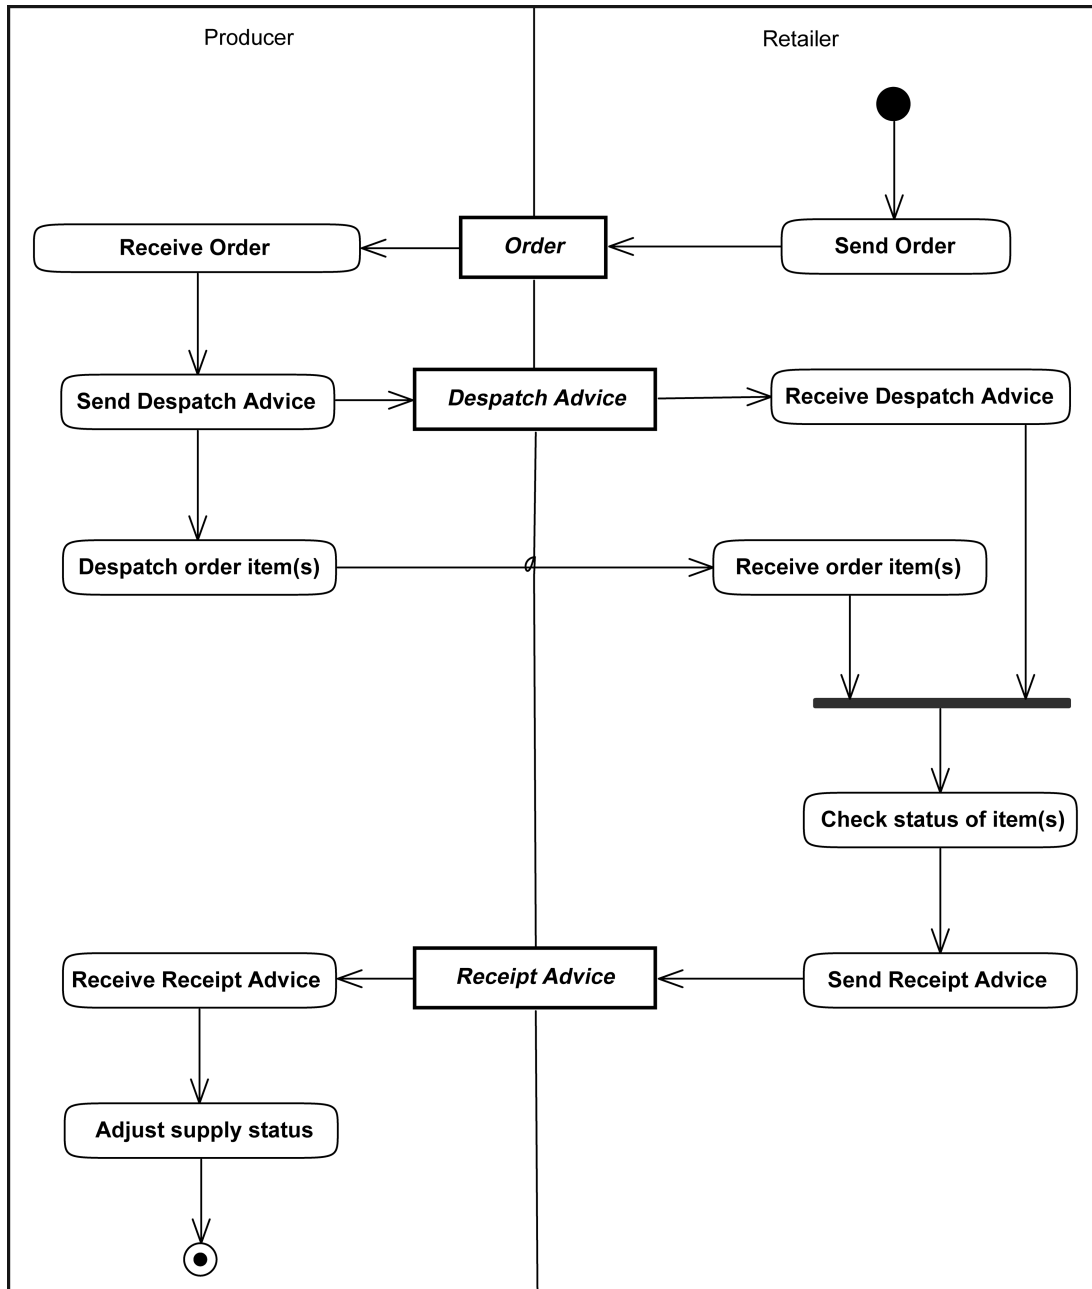 Producer
Retailer
Receive Order
Order
Send Order
Send Despatch Advice
Despatch Advice
Receive Despatch Advice
Despatch order item(s)
Receive order item(s)
Check status of item(s)
Receive Receipt Advice
Receipt Advice
Send Receipt Advice
Adjust supply status